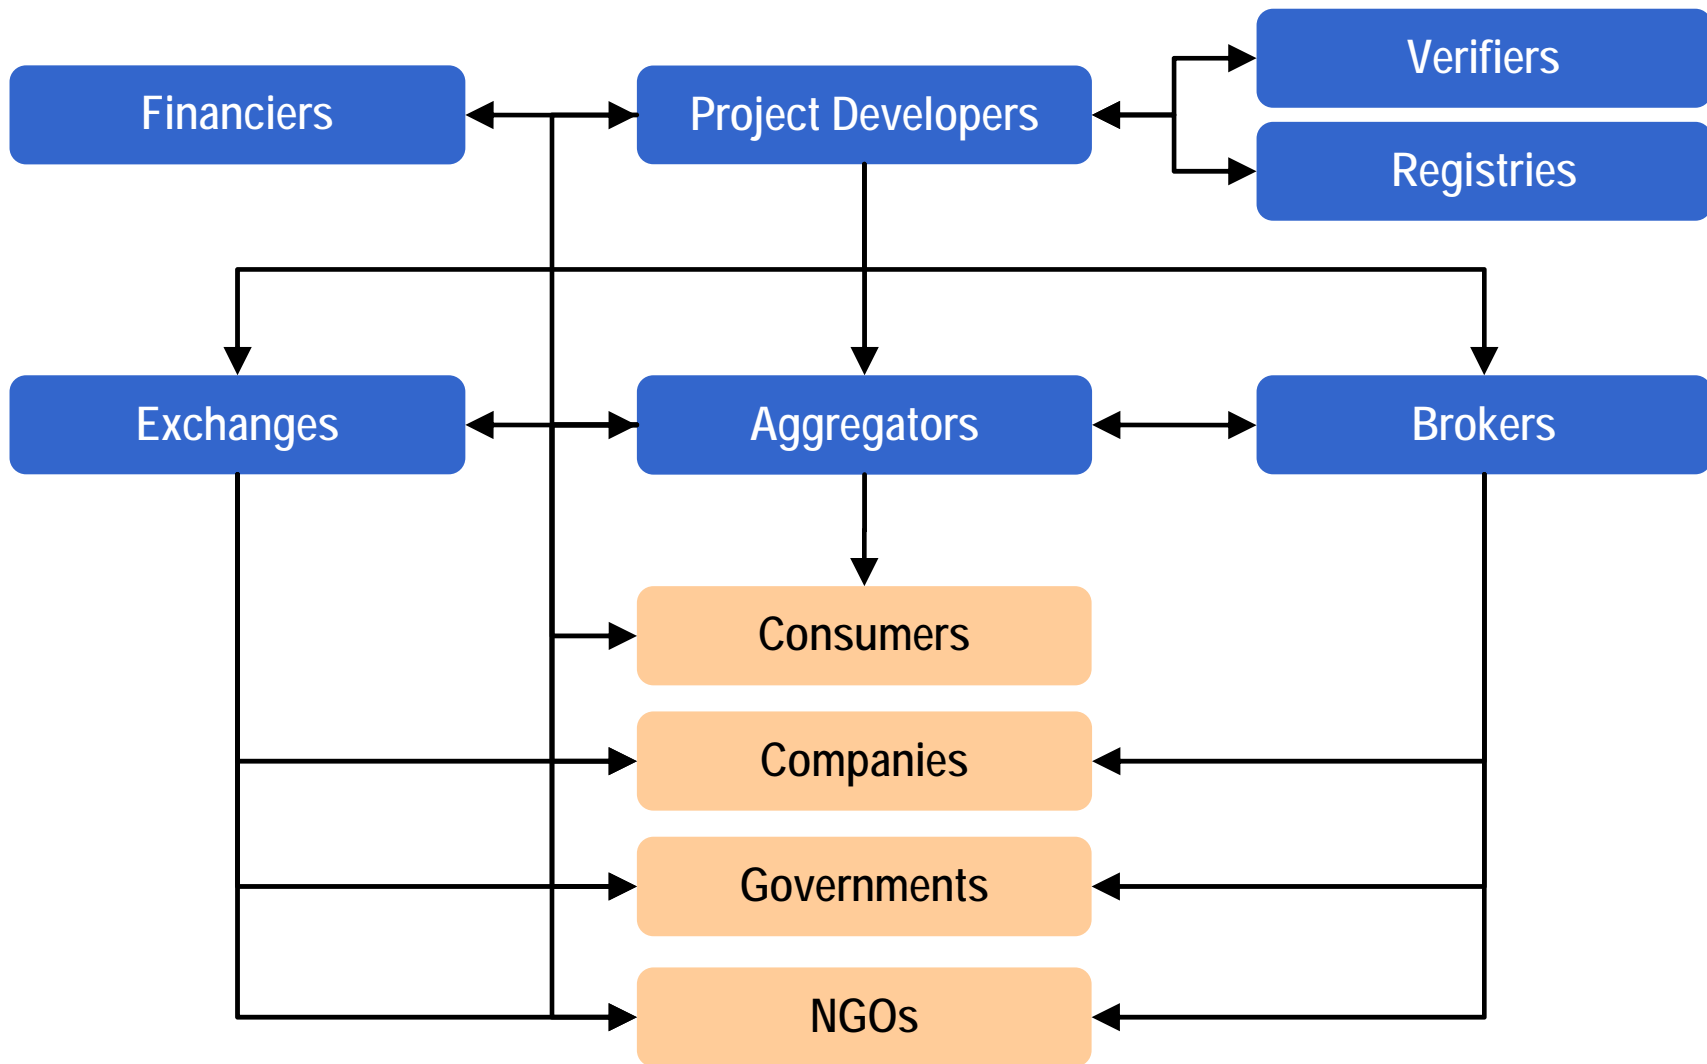 Verifiers
Financiers
Project Developers
Registries
Exchanges
Aggregators
Brokers
Consumers
Companies
Governments
NGOs